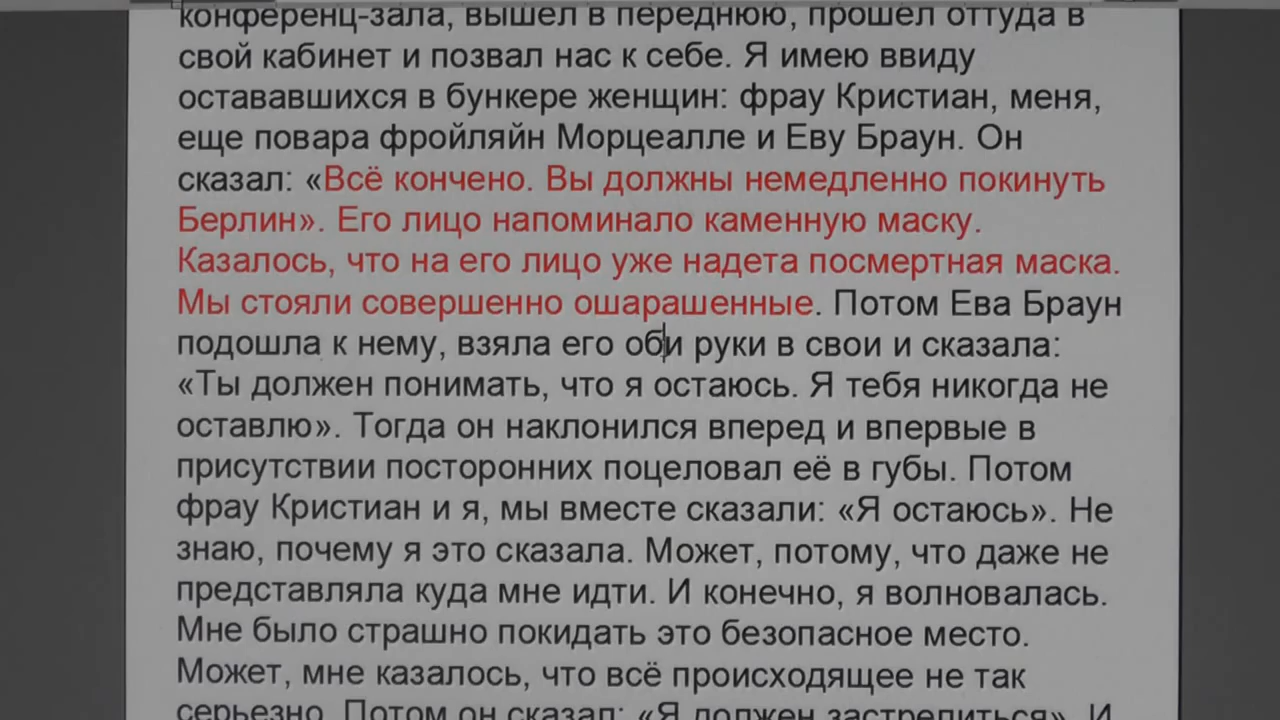 конференц-зала, вышел в переднюю, прошел оттуда в
свой кабинет и позвал нас к себе. Я имею ввиду
остававшихся в бункере женщин: фрау Кристиан, меня,
еще повара фройляйн Морцеалле и Еву Браун. Он
сказал: «Всё кончено. Вы должны немедленно покинуть
Берлин». Его лицо напоминало каменную маску.
Казалось, что на его лицо уже надета посмертная маска.
Мы стояли совершенно ошарашенные. Потом Ева Браун
подошла к нему, взяла его оби руки в свои и сказала:
«Ты должен понимать, что я остаюсь. Я тебя никогда не
оставлю». Тогда он наклонился вперед и впервые в
присутствии посторонних поцеловал её в губы. Потом
фрау Кристиан и я, мы вместе сказали: «Я остаюсь». Не
знаю, почему я это сказала. Может, потому, что даже не
представляла куда мне идти. И конечно, я волновалась.
Мне было страшно покидать это безопасное место.
Может, мне казалось, что всё происходящее не так
серьезно. Потом он сказал: «Я должен застрелиться». И